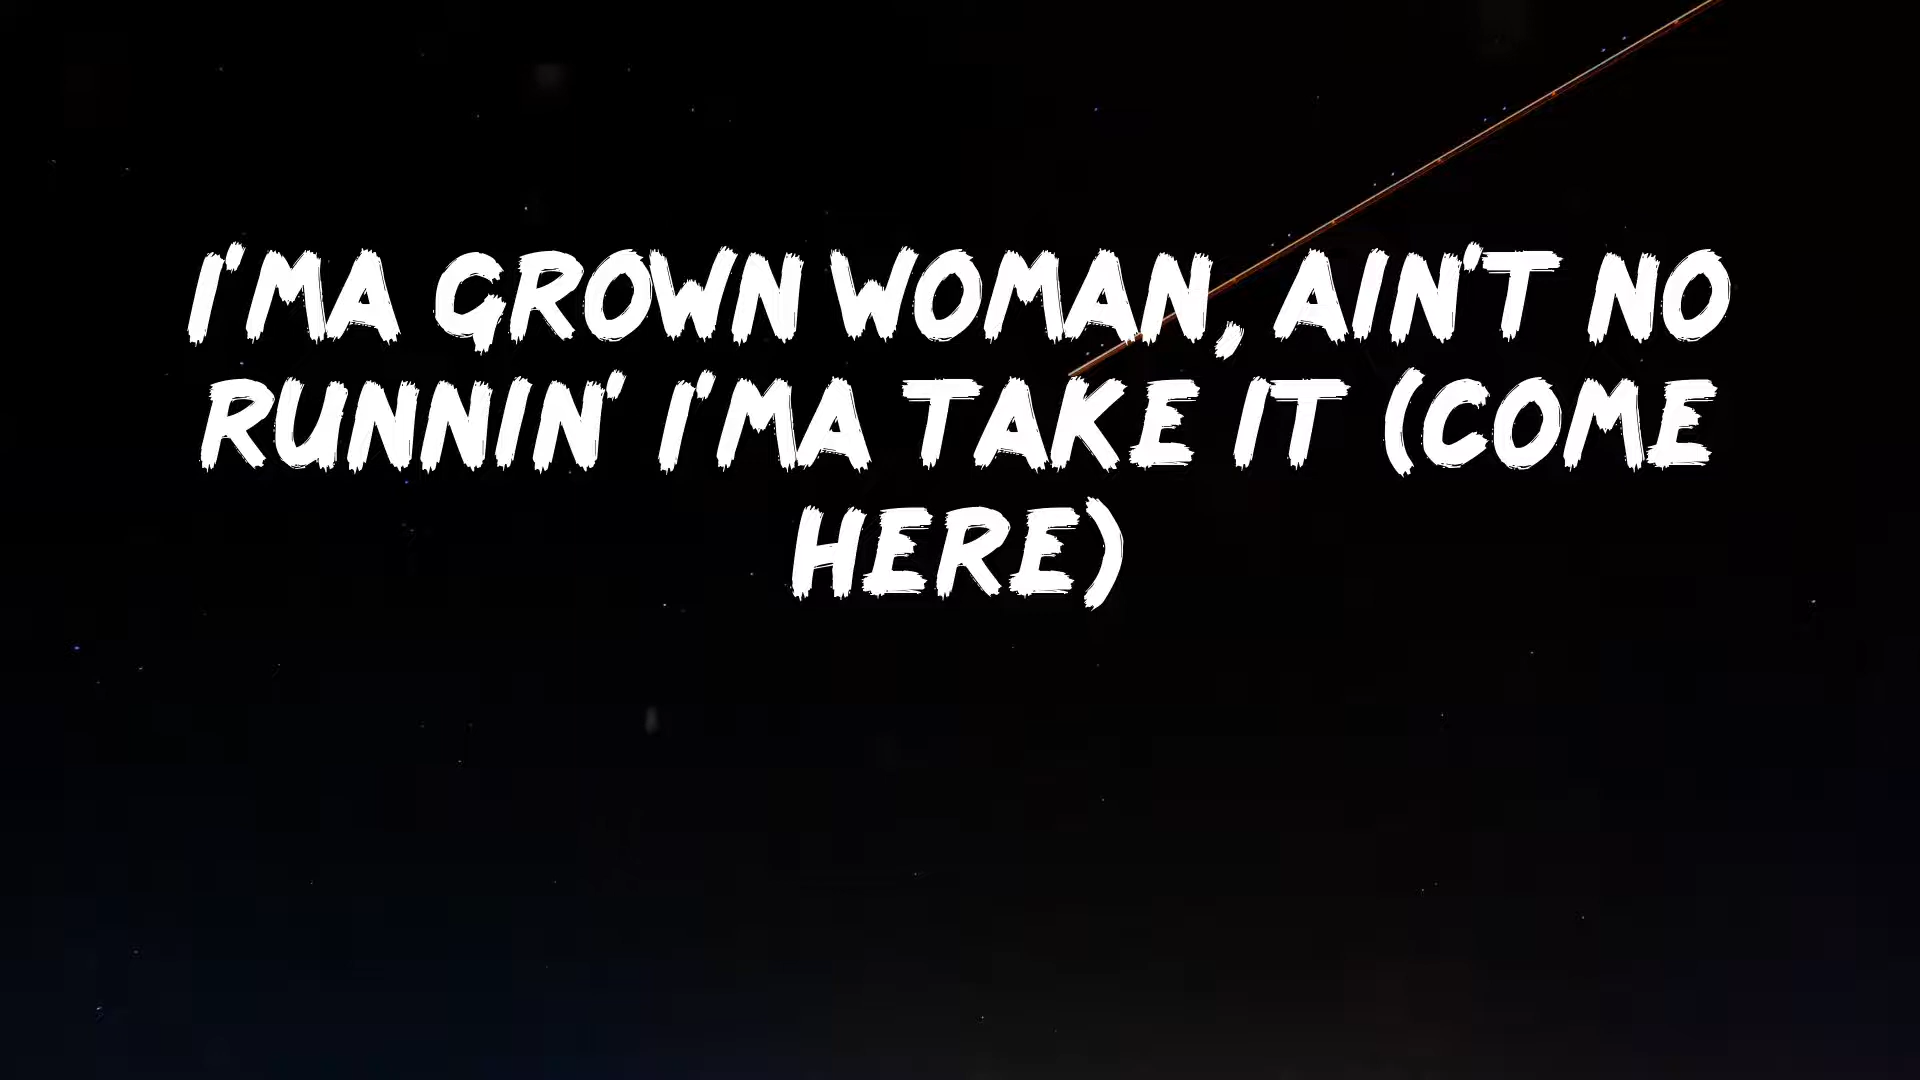 I'MA GROWN WOMAN, AIN'T NO
RUNNIN' I'MA TAKE IT (COME
HERE)